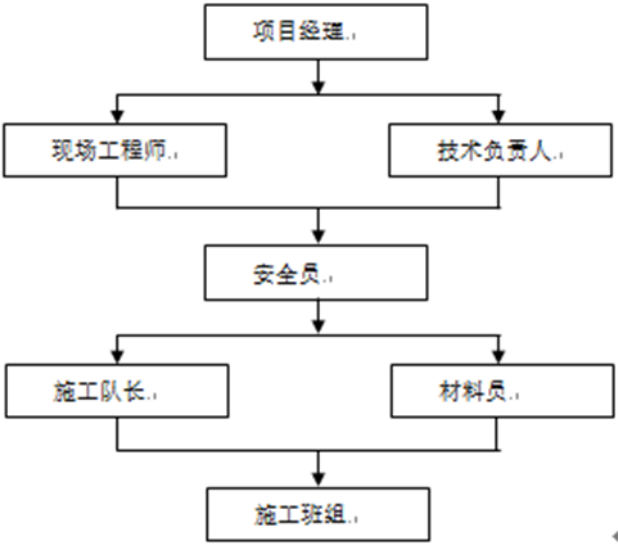 项目经理
现场工程师
技术负责人
安全员
施工队长
材料员
施工班组